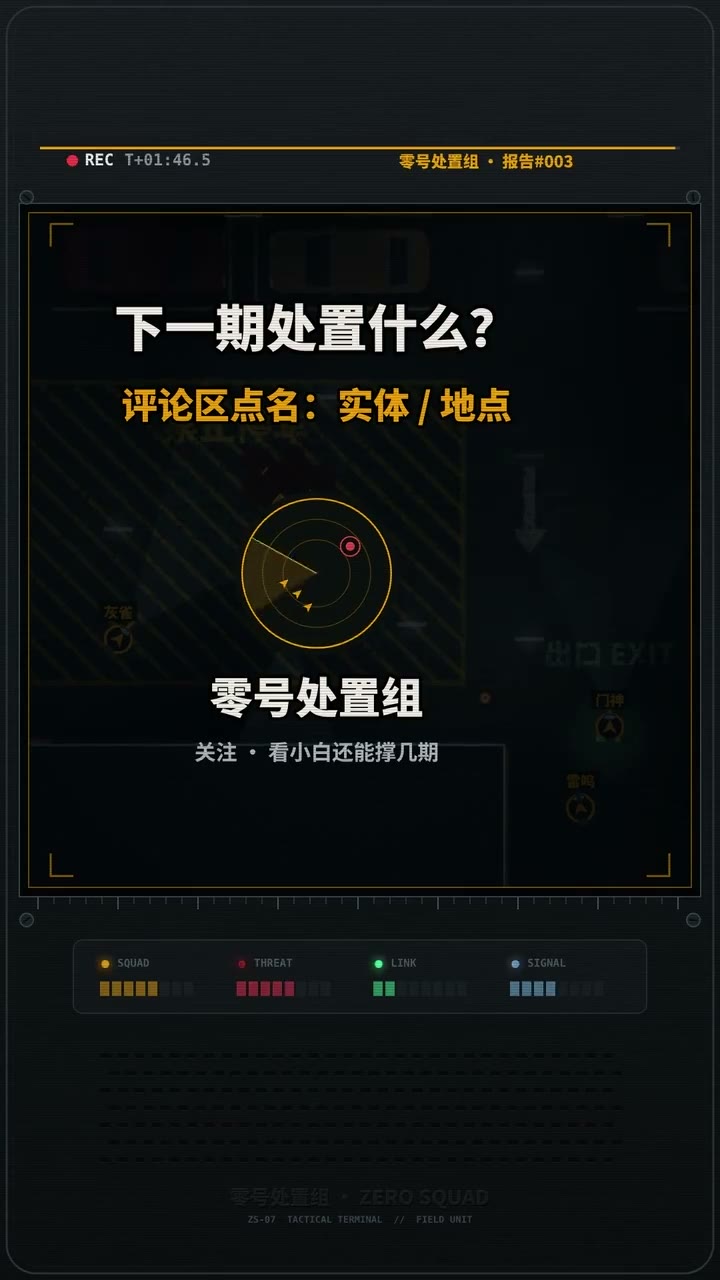 REC T+01:46.5
零号处置组 · 报告#003
下一期处置什么?
评论区点名：实体 / 地点
灰雀
出口 EXIT
零号处置组
门神
关注 · 看小白还能撑几期
雷鸣
SQUAD
THREAT
LINK
SIGNAL
零号处置组 · ZERO SQUAD
ZS-07 TACTICAL TERMINAL // FIELD UNIT